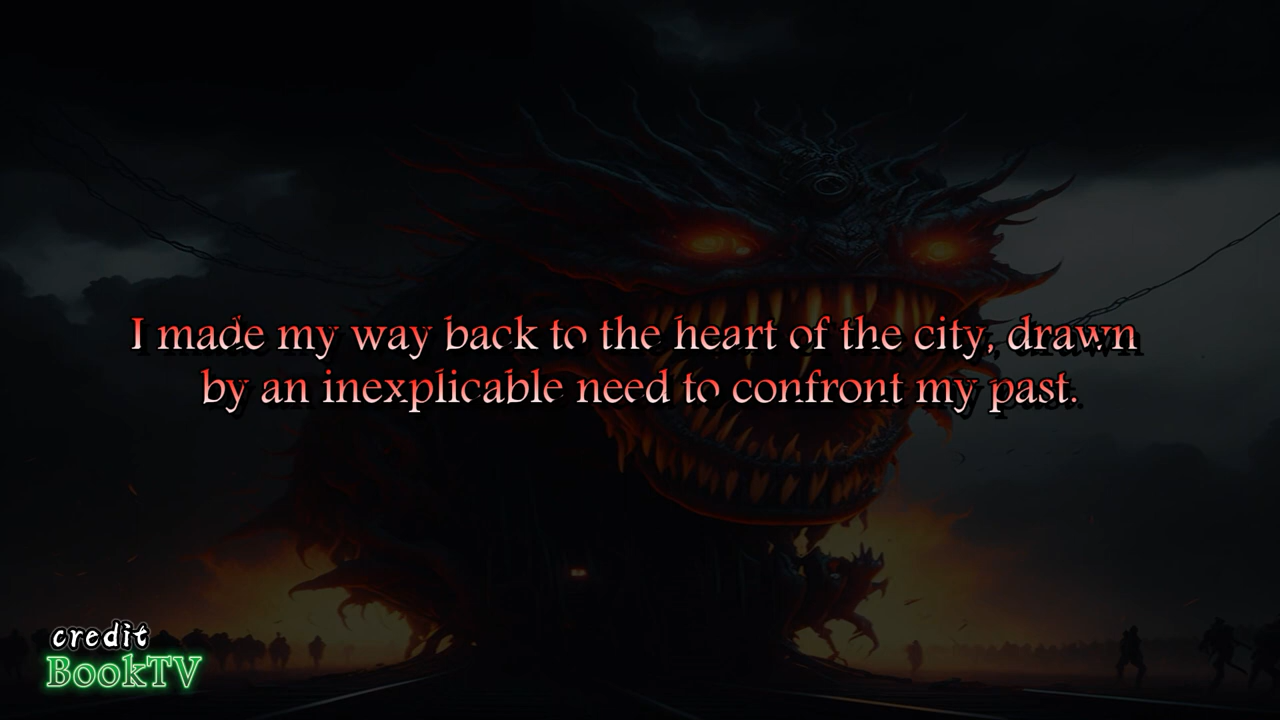 I made my way back to the heart of the city, drawn
by an inexplicable need to confront my past.
credit
BookTV